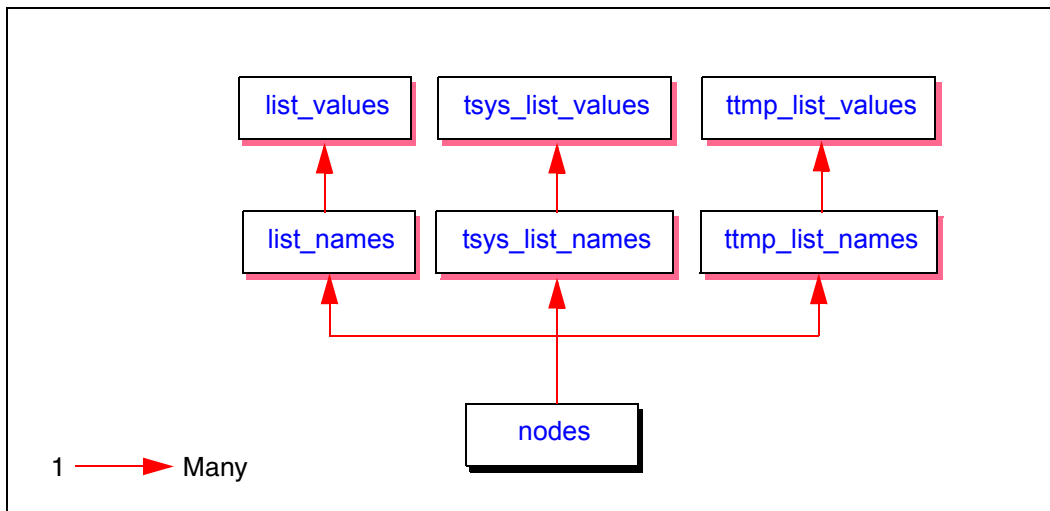 list_values tsys_list_values ttmp_list_values
list_names tsys_list_names ttmp_list_names
nodes
1 Many